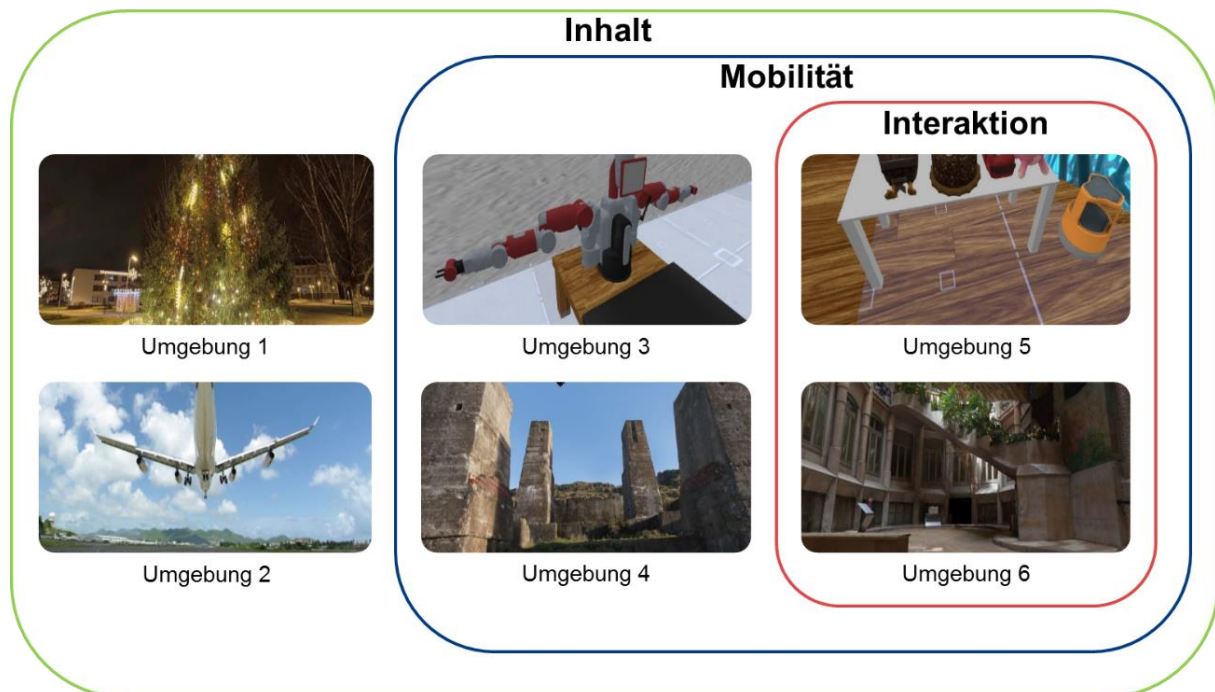 Inhalt
Mobilität
Interaktion
Umgebung 1
Umgebung 3
Umgebung 5
Umgebung 2
Umgebung 4
Umgebung 6